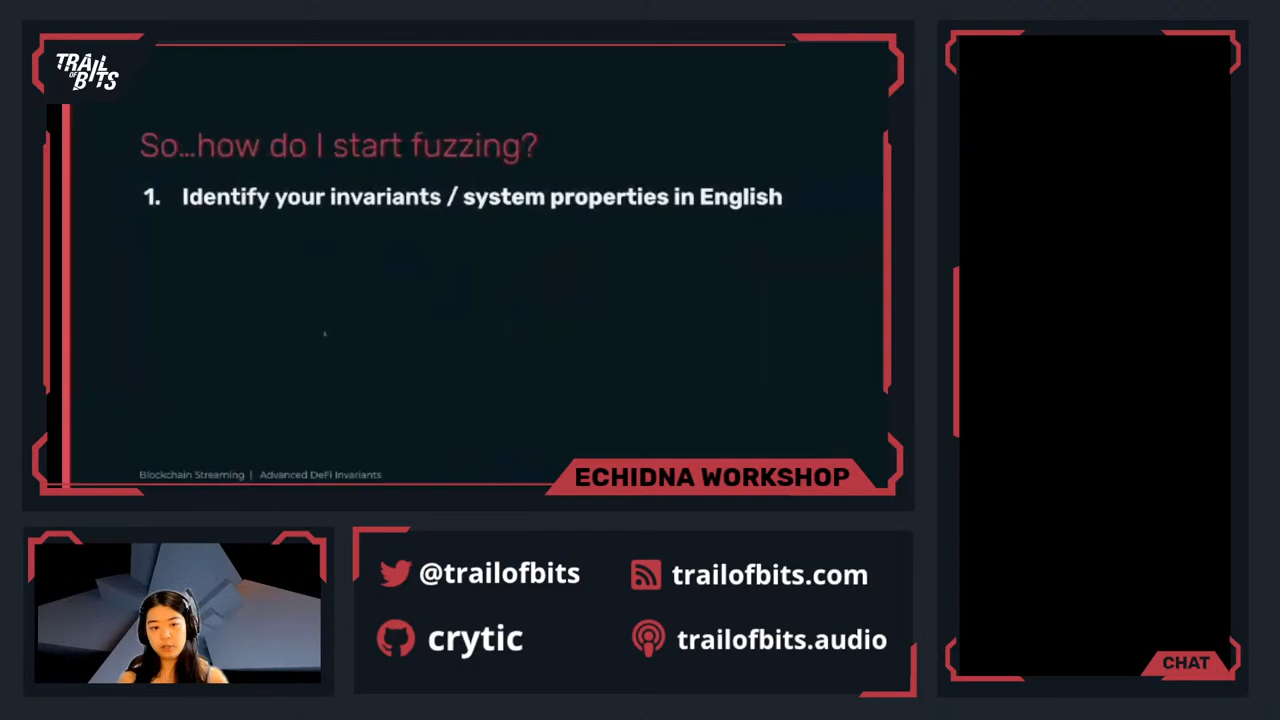 TRAIL
OF
BITS
So...how do I start fuzzing?
1. Identify your invariants / system properties in English
Blockchain Streaming | Advanced DeFi Invariants
ECHIDNA WORKSHOP
@trailofbits
trailofbits.com
crytic
trailofbits.audio
CHAT